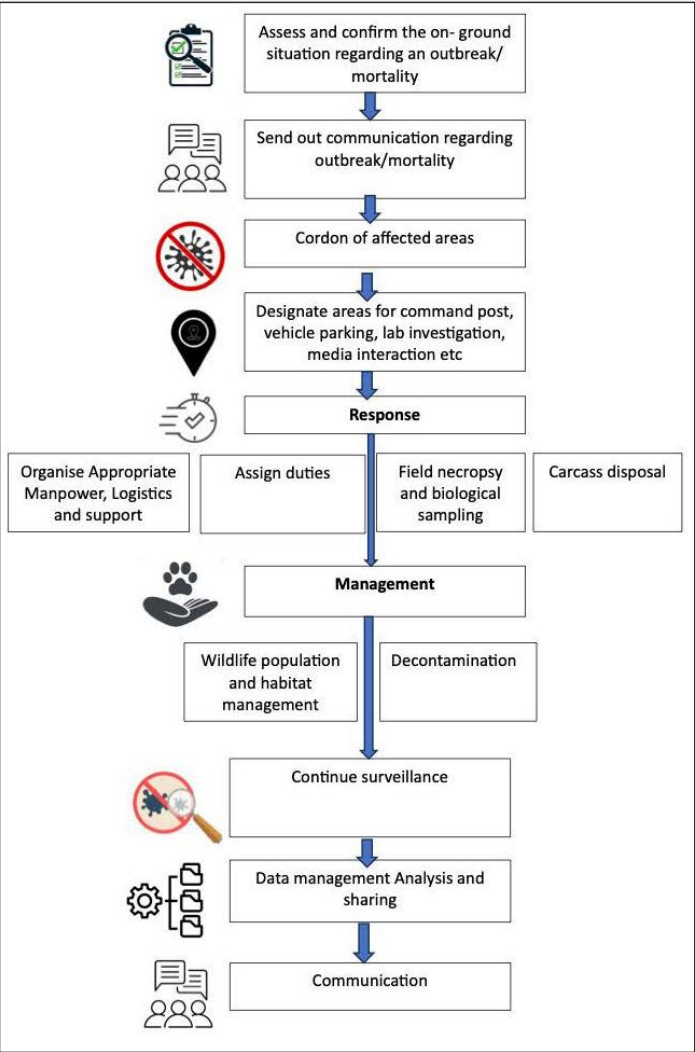 Assess and confirm the on- ground
situation regarding an outbreak/
mortality
Send out communication regarding
outbreak/mortality
Cordon of affected areas
Designate areas for command post,
vehicle parking, lab investigation,
media interaction etc
Response
Organise Appropriate
Manpower, Logistics
and support
Assign duties
Field necropsy
and biological
sampling
Carcass disposal
Management
Wildlife population
and habitat
management
Decontamination
Continue surveillance
Data management Analysis and
sharing
Communication